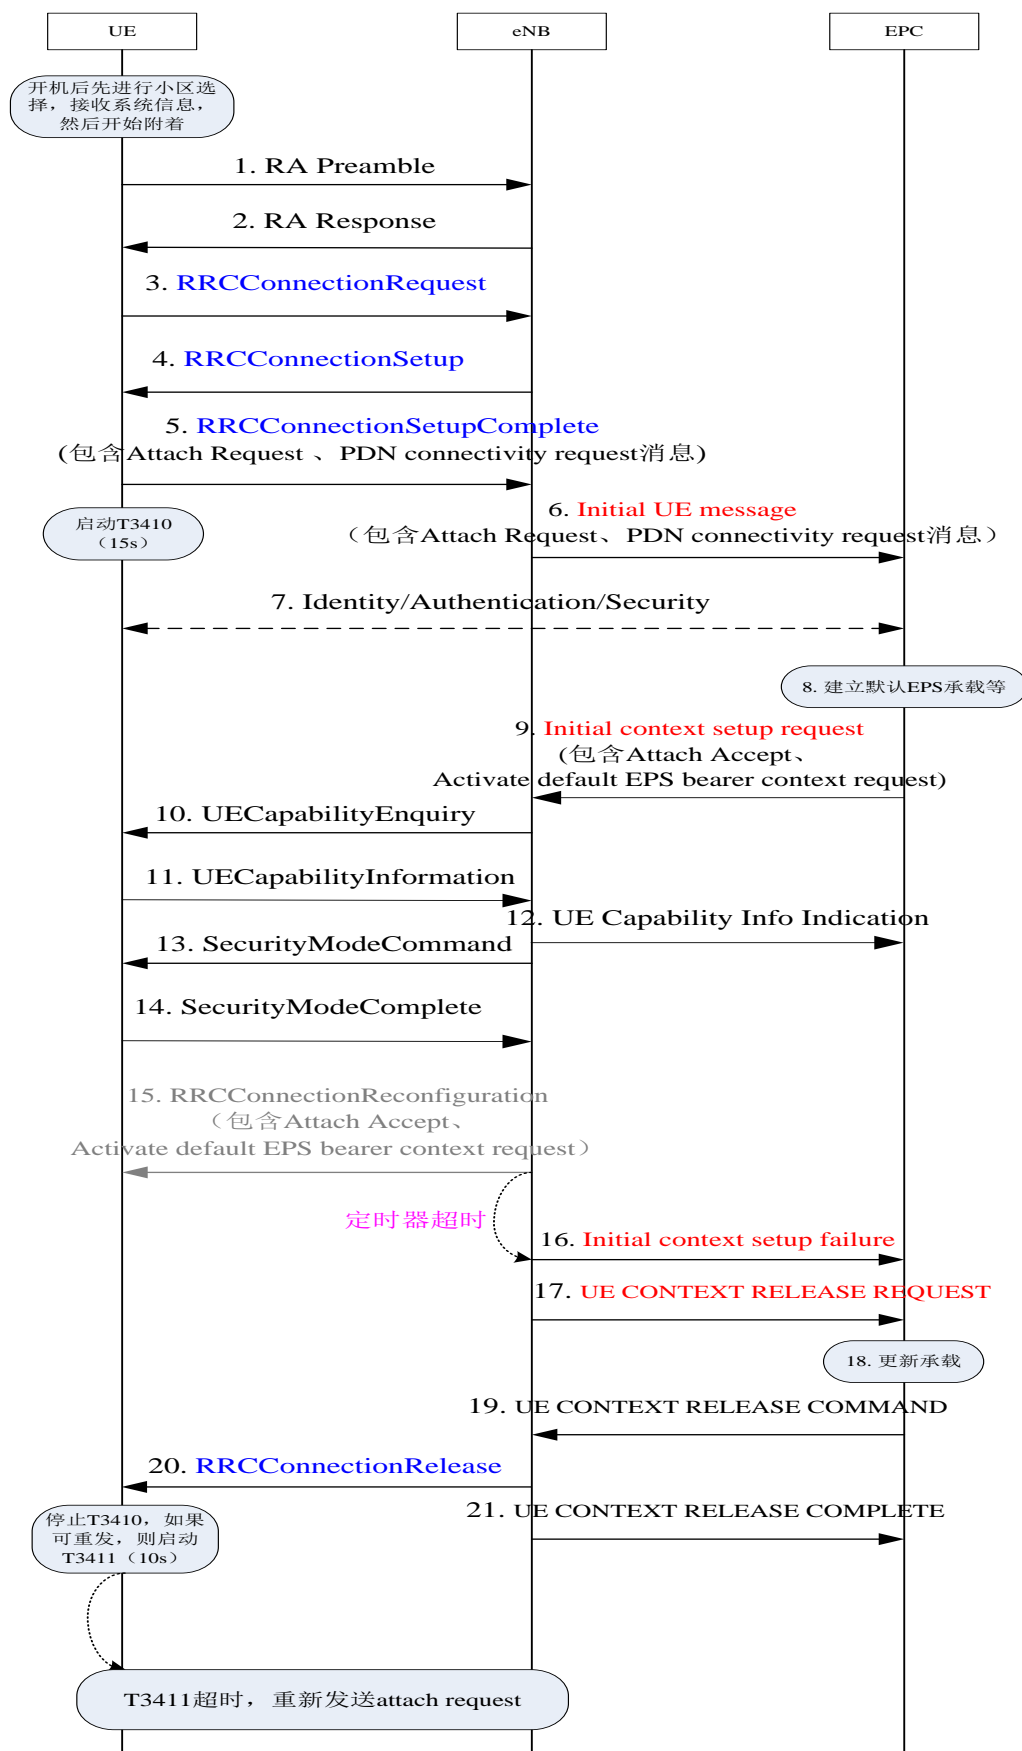 UE
eNB
EPC
开机后先进行小区选
择，接收系统信息，
然后开始附着
1. RA Preamble
2. RA Response
3. RRCConnectionRequest
4. RRCConnectionSetup
5. RRCConnectionSetupComplete
(包含Attach Request 、PDN connectivity request消息)
启动T3410
（15s）
6. Initial UE message
（包含Attach Request、PDN connectivity request消息）
7. Identity/Authentication/Security
8. 建立默认EPS承载等
9. Initial context setup request
(包含Attach Accept、
Activate default EPS bearer context request)
10. UECapabilityEnquiry
11. UECapabilityInformation
12. UE Capability Info Indication
13. SecurityModeCommand
14. SecurityModeComplete
15. RRCConnectionReconfiguration
（包含Attach Accept、
Activate default EPS bearer context request）
定时器超时
16. Initial context setup failure
17. UE CONTEXT RELEASE REQUEST
18. 更新承载
19. UE CONTEXT RELEASE COMMAND
20. RRCConnectionRelease
21. UE CONTEXT RELEASE COMPLETE
停止T3410，如果
可重发，则启动
T3411（10s）
T3411超时，重新发送attach request